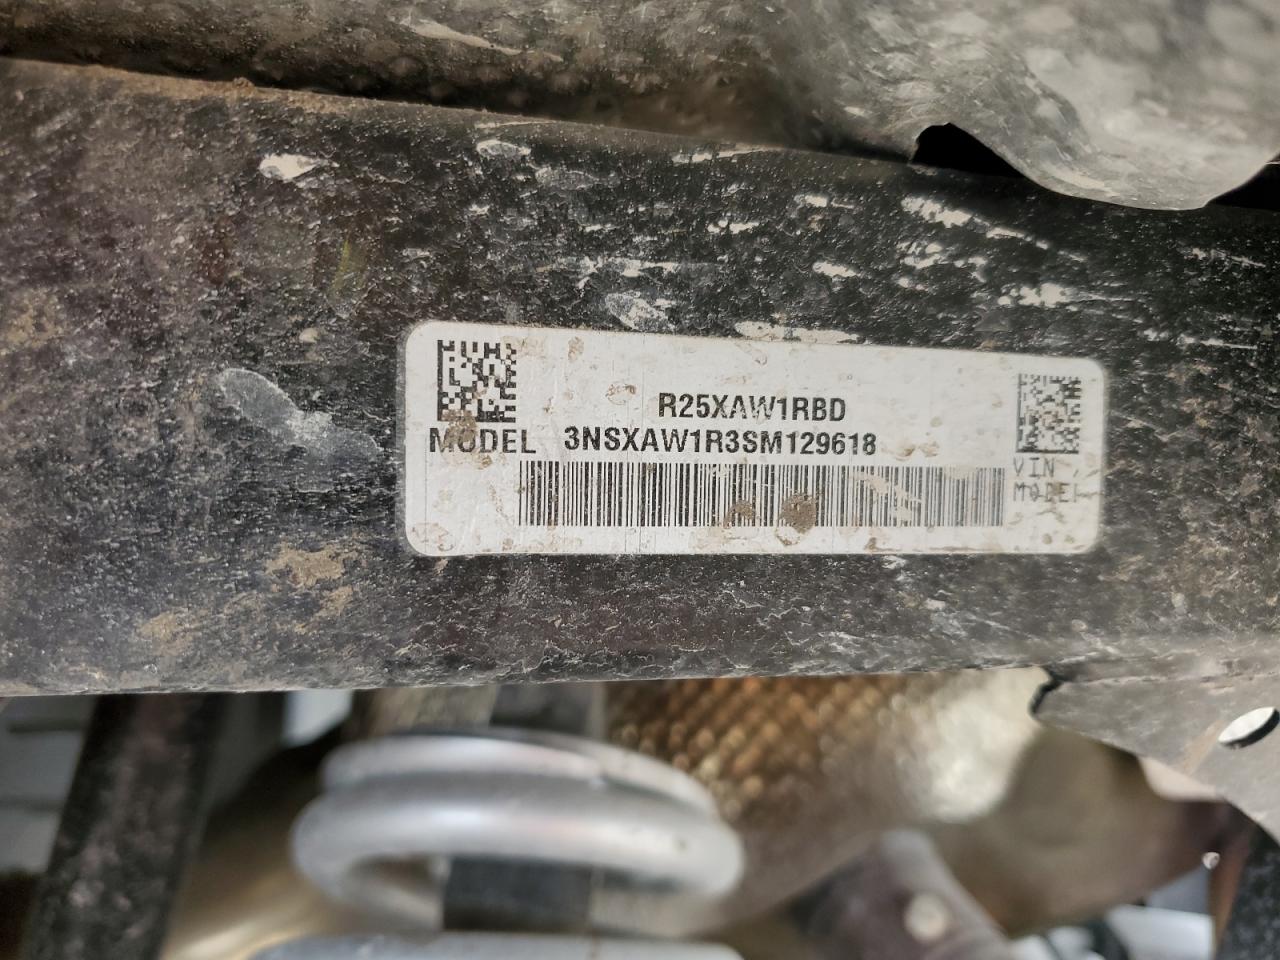 R25XAW1RBD
MODEL 3NSXAW1R3SM129618
VIN /
MODEL